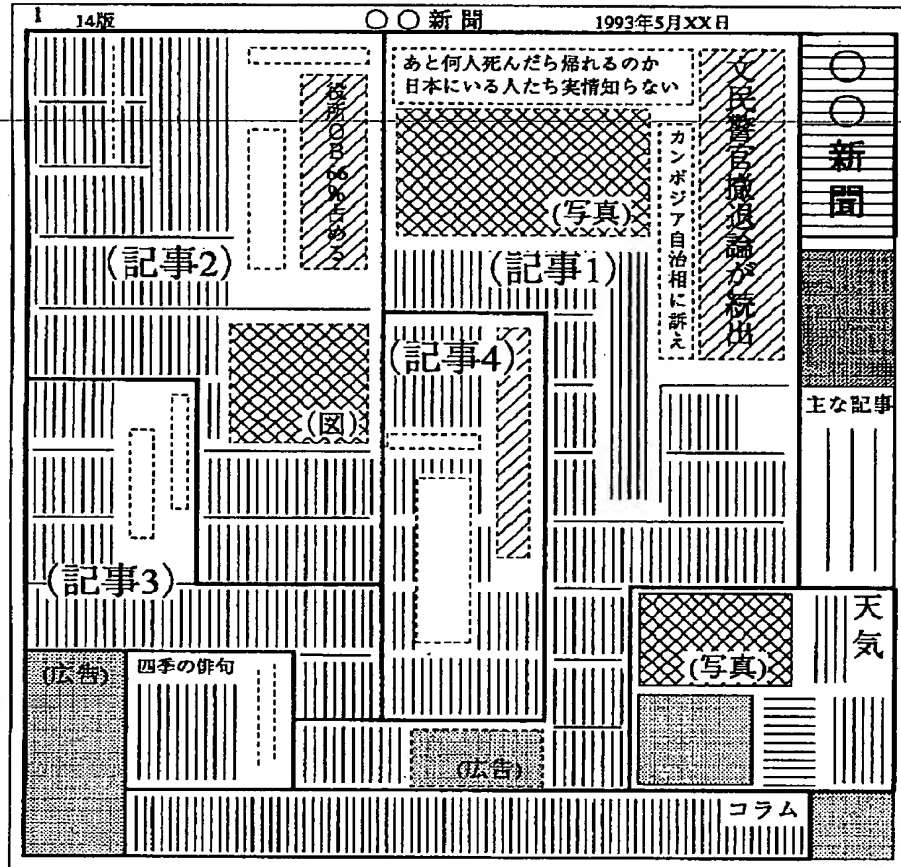 1
14版
〇〇新聞
1993年5月XX日
〇〇新聞
主な記事
文民警官撤退論が続出
カンボジア自治相に訴え
あと何人死んだら帰れるのか
日本にいる人たち実情知らない
(写真)
(記事1)
役所OB66%占める
(記事2)
(図)
(記事4)
(記事3)
天気
(写真)
(広告)
四季の俳句
(広告)
コラム